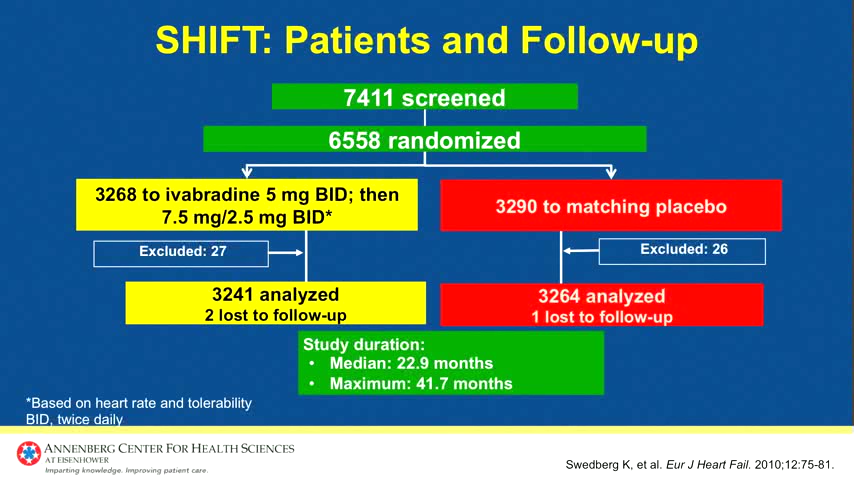 SHIFT: Patients and Follow-up
7411 screened
6558 randomized
3268 to ivabradine 5 mg BID; then
7.5 mg/2.5 mg BID*
3290 to matching placebo
Excluded: 27
Excluded: 26
3241 analyzed
2 lost to follow-up
3264 analyzed
1 lost to follow-up
Study duration:
• Median: 22.9 months
• Maximum: 41.7 months
*Based on heart rate and tolerability
BID, twice daily
ANNENBERG CENTER FOR HEALTH SCIENCES
AT EISENHOWER
Imparting knowledge. Improving patient care.
Swedberg K, et al. Eur J Heart Fail. 2010;12:75-81.